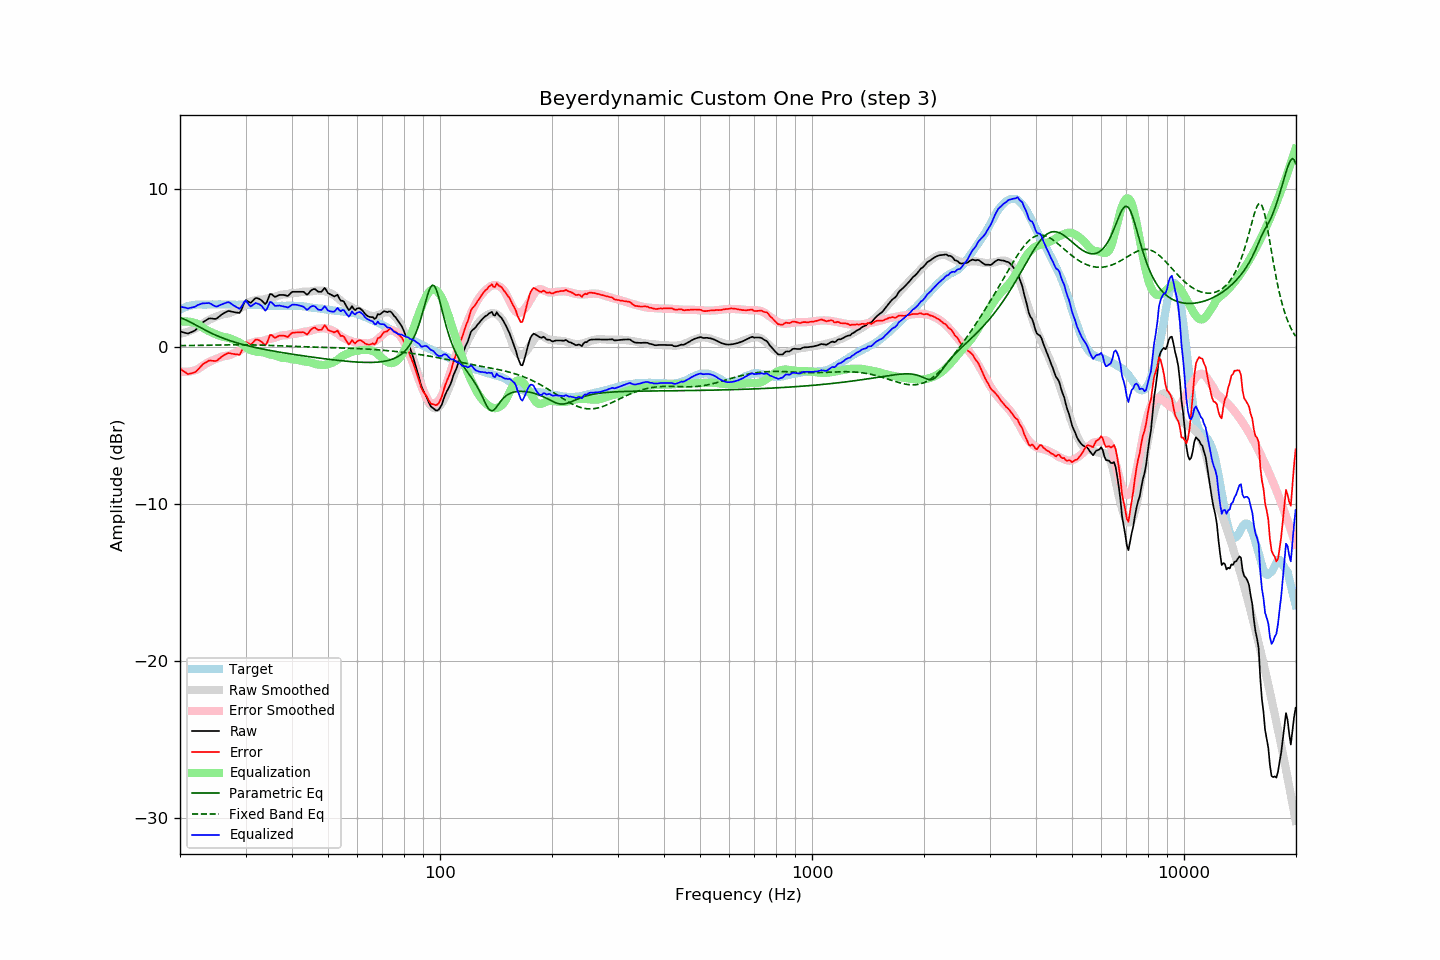 Beyerdynamic Custom One Pro (step 3)
10
0
−10
−20
−30
Amplitude (dBr)
Target
Raw Smoothed
Error Smoothed
Raw
Error
Equalization
Parametric Eq
Fixed Band Eq
Equalized
100
1000
10000
Frequency (Hz)